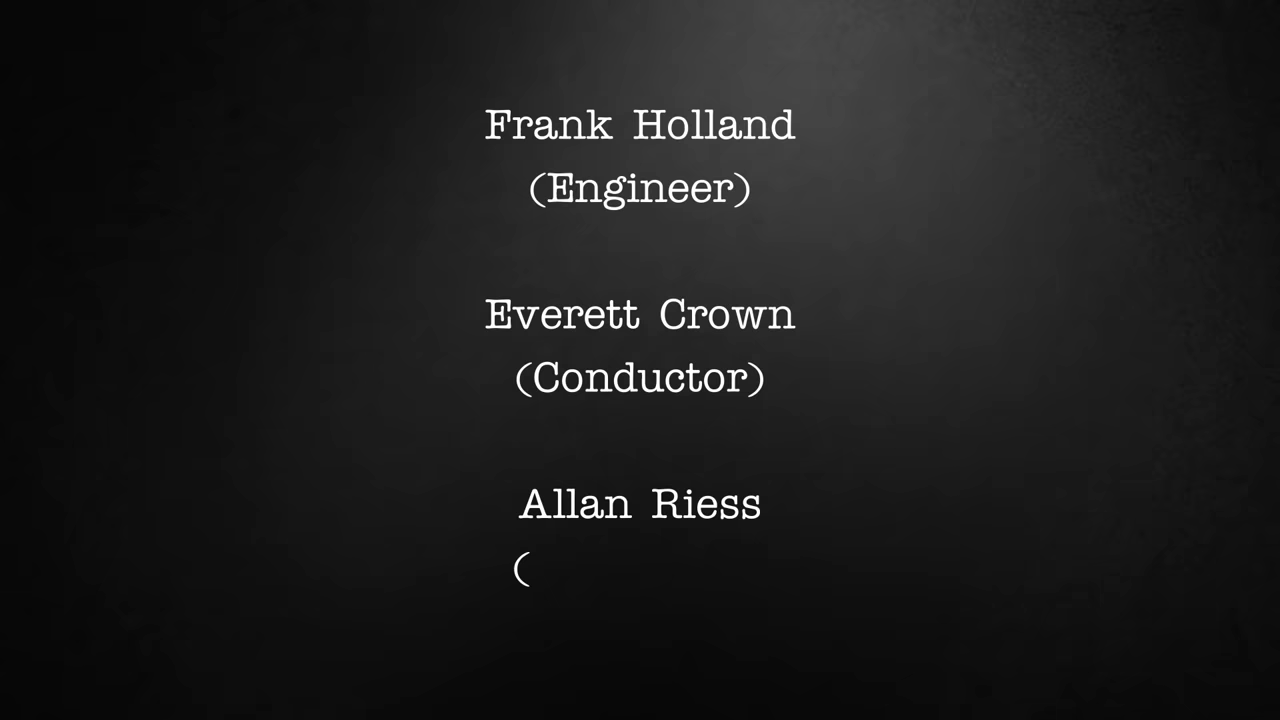 Frank Holland
(Engineer)
Everett Crown
(Conductor)
Allan Riess
(